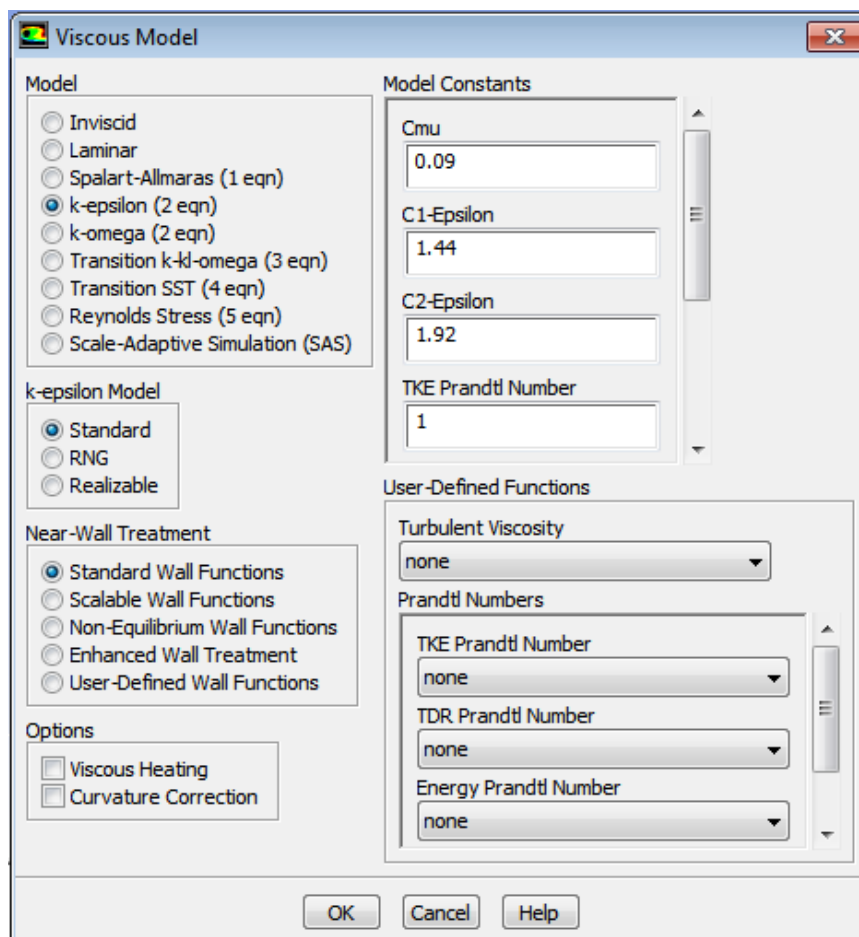 Viscous Model
Model
Inviscid
Laminar
Spalart-Allmaras (1 eqn)
k-epsilon (2 eqn)
k-omega (2 eqn)
Transition k-kl-omega (3 eqn)
Transition SST (4 eqn)
Reynolds Stress (5 eqn)
Scale-Adaptive Simulation (SAS)
k-epsilon Model
Standard
RNG
Realizable
Near-Wall Treatment
Standard Wall Functions
Scalable Wall Functions
Non-Equilibrium Wall Functions
Enhanced Wall Treatment
User-Defined Wall Functions
Options
Viscous Heating
Curvature Correction
Model Constants
Cmu
0.09
C1-Epsilon
1.44
C2-Epsilon
1.92
TKE Prandtl Number
1
User-Defined Functions
Turbulent Viscosity
none
Prandtl Numbers
TKE Prandtl Number
none
TDR Prandtl Number
none
Energy Prandtl Number
none
OK
Cancel
Help